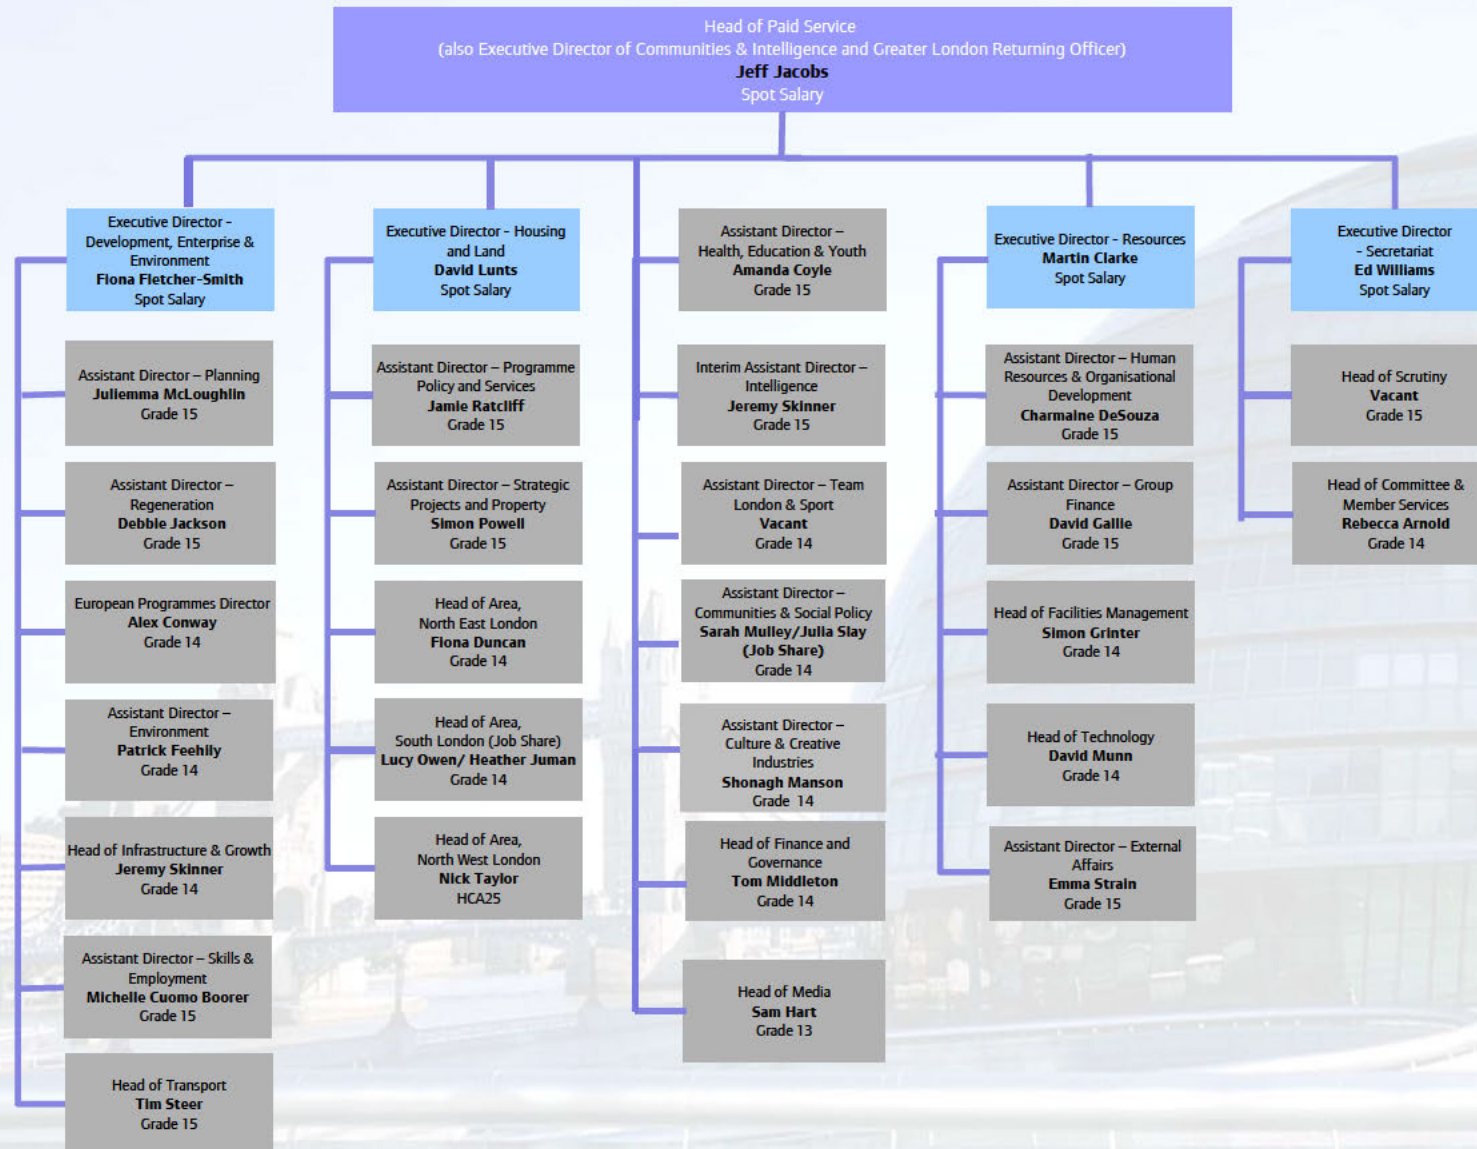 Head of Paid Service
(also Executive Director of Communities & Intelligence and Greater London Returning Officer)
Jeff Jacobs
Spot Salary
Executive Director -
Development, Enterprise &
Environment
Fiona Fletcher-Smith
Spot Salary
Assistant Director – Planning
Juliemma McLoughlin
Grade 15
Assistant Director –
Regeneration
Debbie Jackson
Grade 15
European Programmes Director
Alex Conway
Grade 14
Assistant Director –
Environment
Patrick Feehily
Grade 14
Head of Infrastructure & Growth
Jeremy Skinner
Grade 14
Assistant Director – Skills &
Employment
Michelle Cuomo Boorer
Grade 15
Head of Transport
Tim Steer
Grade 15
Executive Director - Housing
and Land
David Lunts
Spot Salary
Assistant Director – Programme
Policy and Services
Jamie Ratcliff
Grade 15
Assistant Director – Strategic
Projects and Property
Simon Powell
Grade 15
Head of Area,
North East London
Fiona Duncan
Grade 14
Head of Area,
South London (Job Share)
Lucy Owen/ Heather Juman
Grade 14
Head of Area,
North West London
Nick Taylor
HCA25
Assistant Director –
Health, Education & Youth
Amanda Coyle
Grade 15
Interim Assistant Director –
Intelligence
Jeremy Skinner
Grade 15
Assistant Director – Team
London & Sport
Vacant
Grade 14
Assistant Director –
Communities & Social Policy
Sarah Mulley/Julia Slay
(Job Share)
Grade 14
Assistant Director –
Culture & Creative
Industries
Shonagh Manson
Grade 14
Head of Finance and
Governance
Tom Middleton
Grade 14
Head of Media
Sam Hart
Grade 13
Executive Director - Resources
Martin Clarke
Spot Salary
Assistant Director – Human
Resources & Organisational
Development
Charmaine DeSouza
Grade 15
Assistant Director – Group
Finance
David Gallie
Grade 15
Head of Facilities Management
Simon Grinter
Grade 14
Head of Technology
David Munn
Grade 14
Assistant Director – External
Affairs
Emma Strain
Grade 15
Executive Director
- Secretariat
Ed Williams
Spot Salary
Head of Scrutiny
Vacant
Grade 15
Head of Committee &
Member Services
Rebecca Arnold
Grade 14